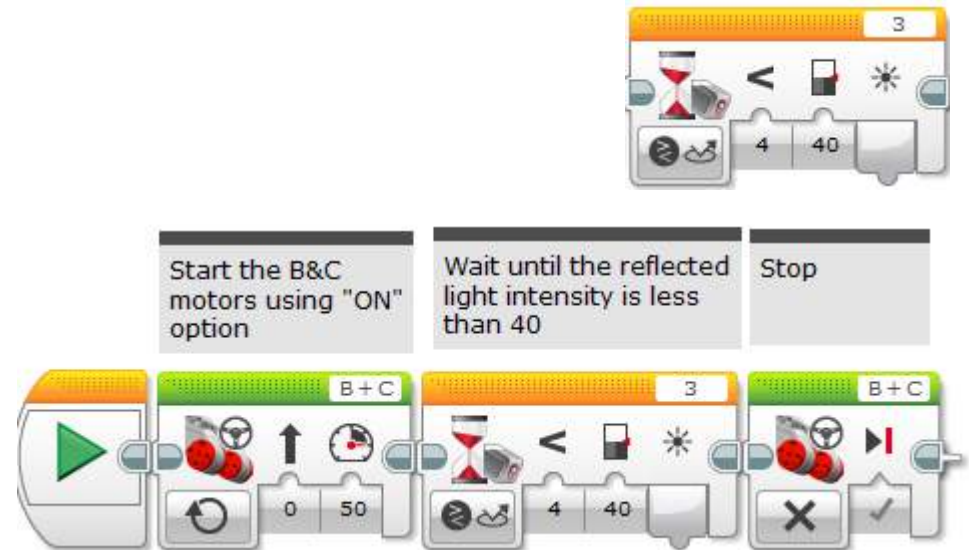 3
<
4 40
Start the B&C
motors using "ON"
option
Wait until the reflected
light intensity is less
than 40
Stop
B + C
0 50
3
<
4 40
B + C